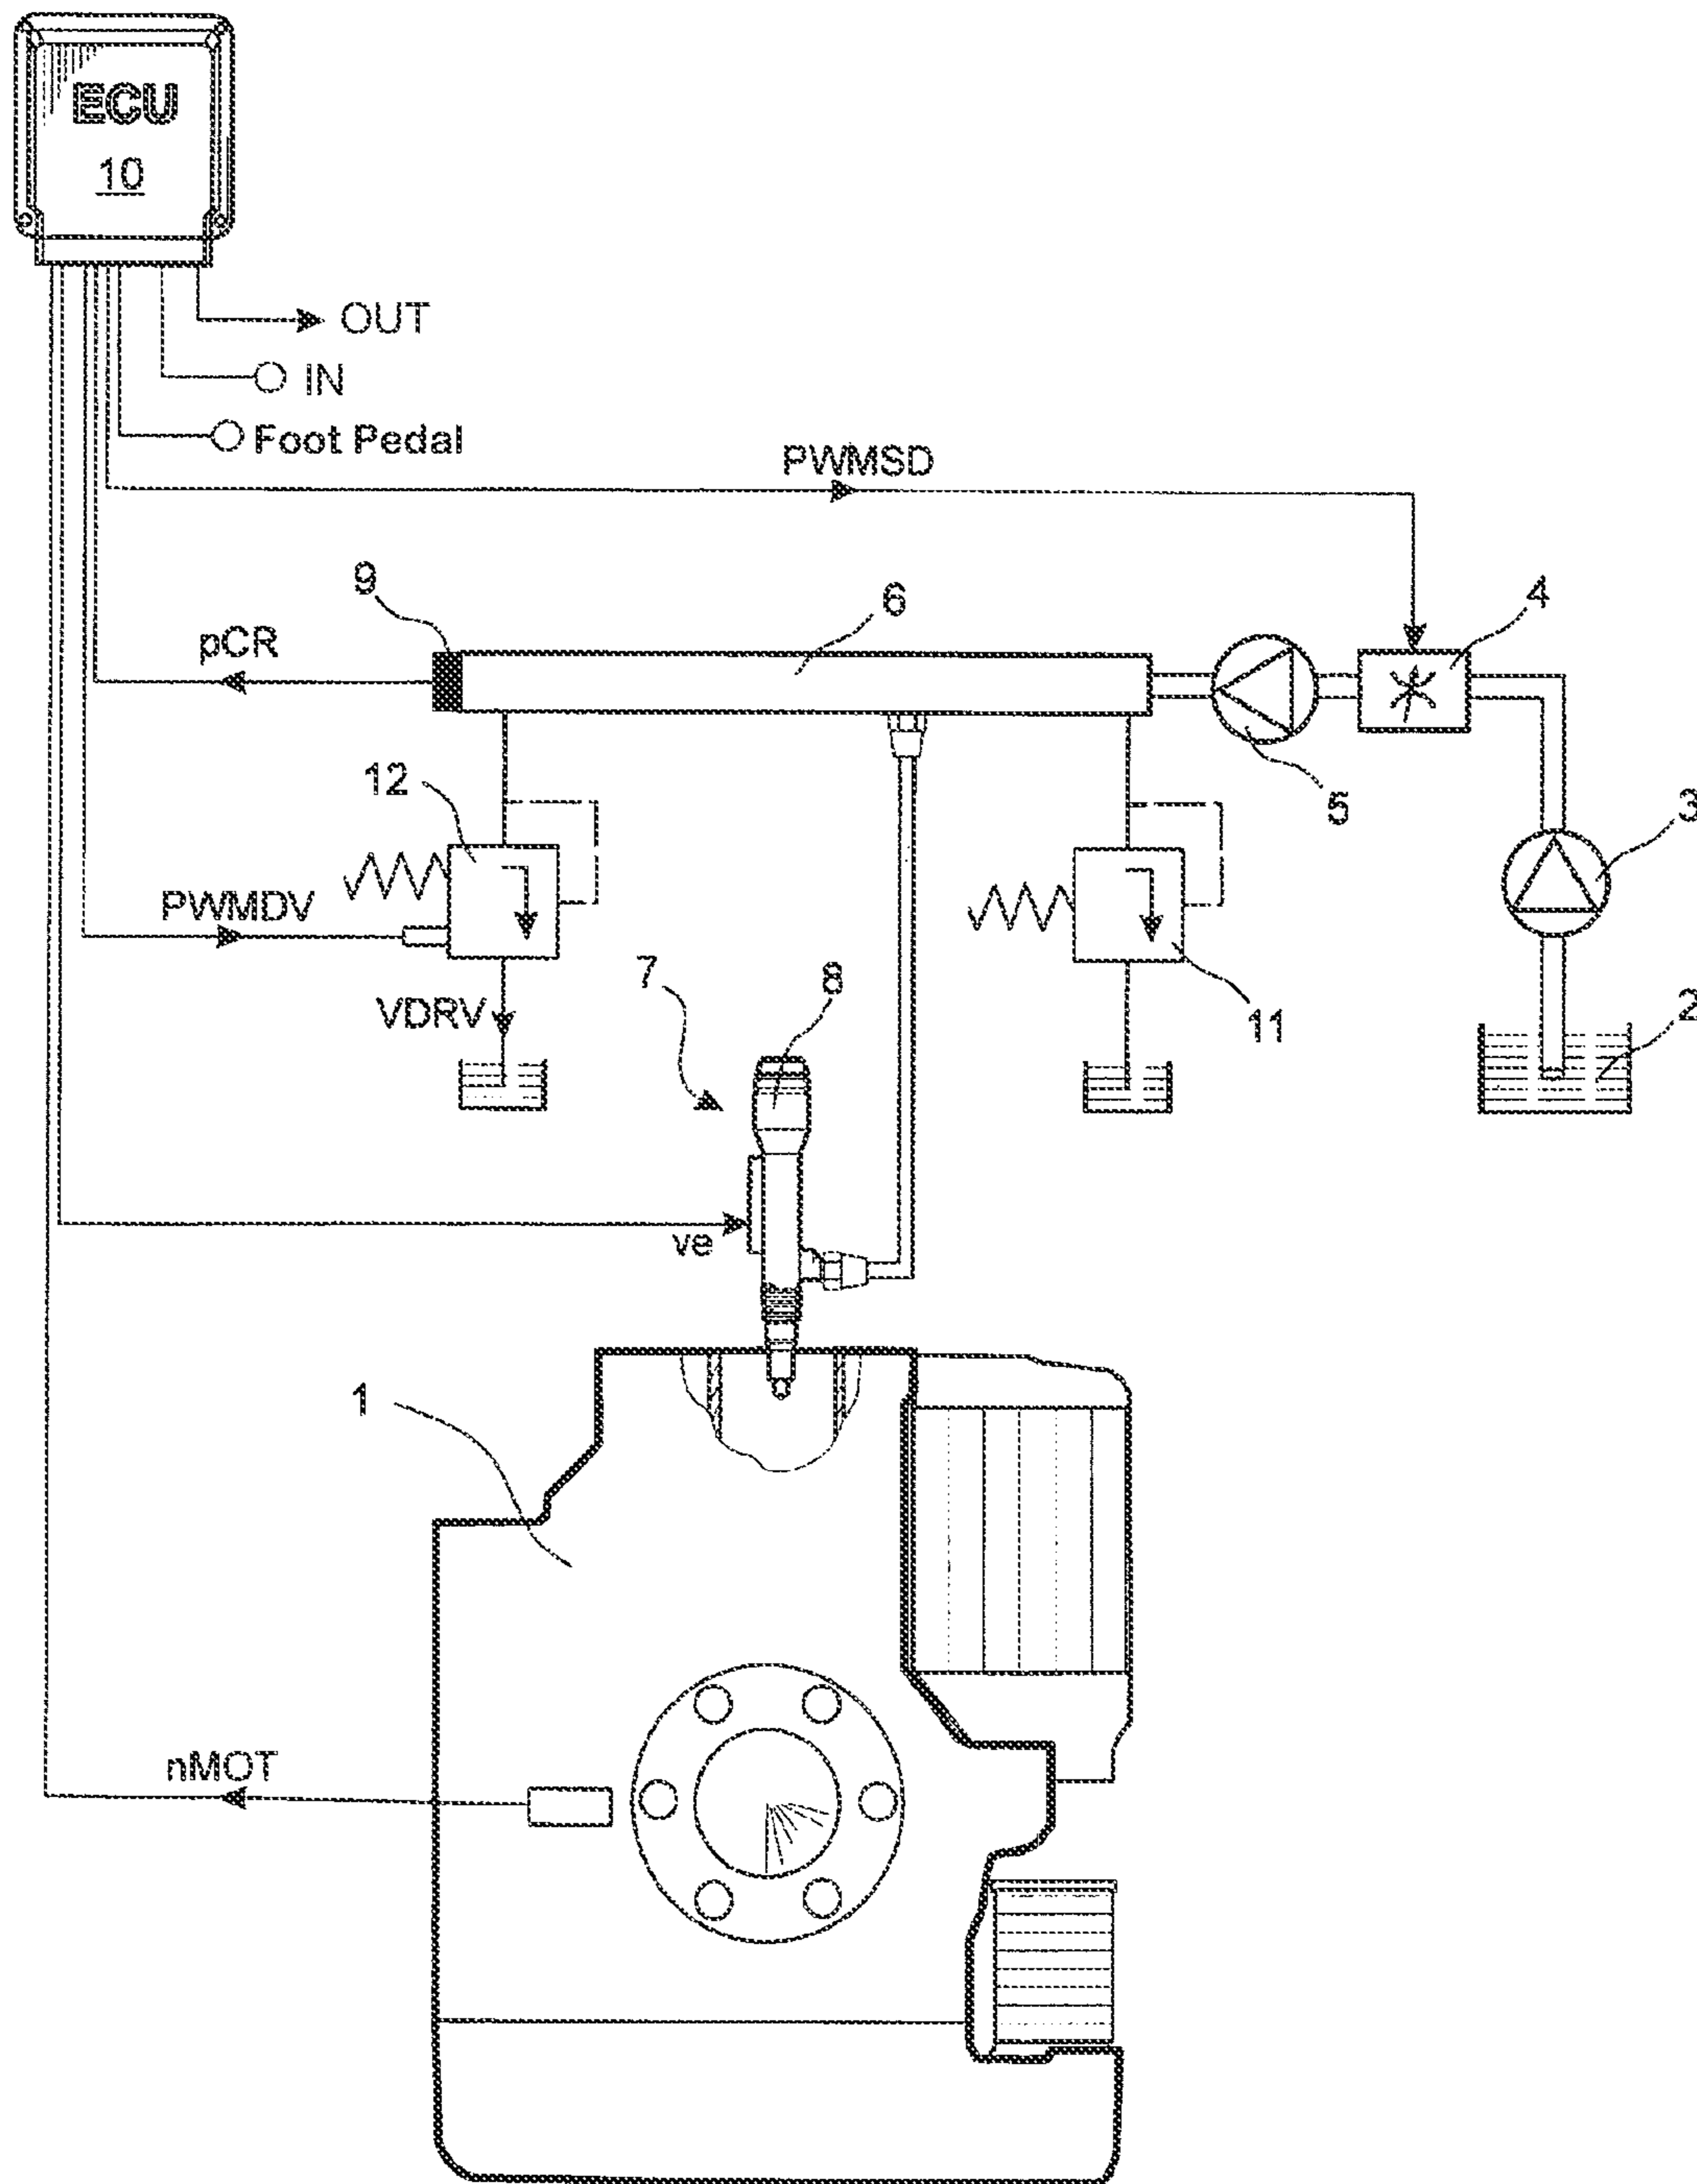 ECU
10
OUT
IN
Foot Pedal
PWMSD
9
6
4
pCR
12
5
3
PWMDV
7
8
VDRV
11
2
ve
1
nMOT